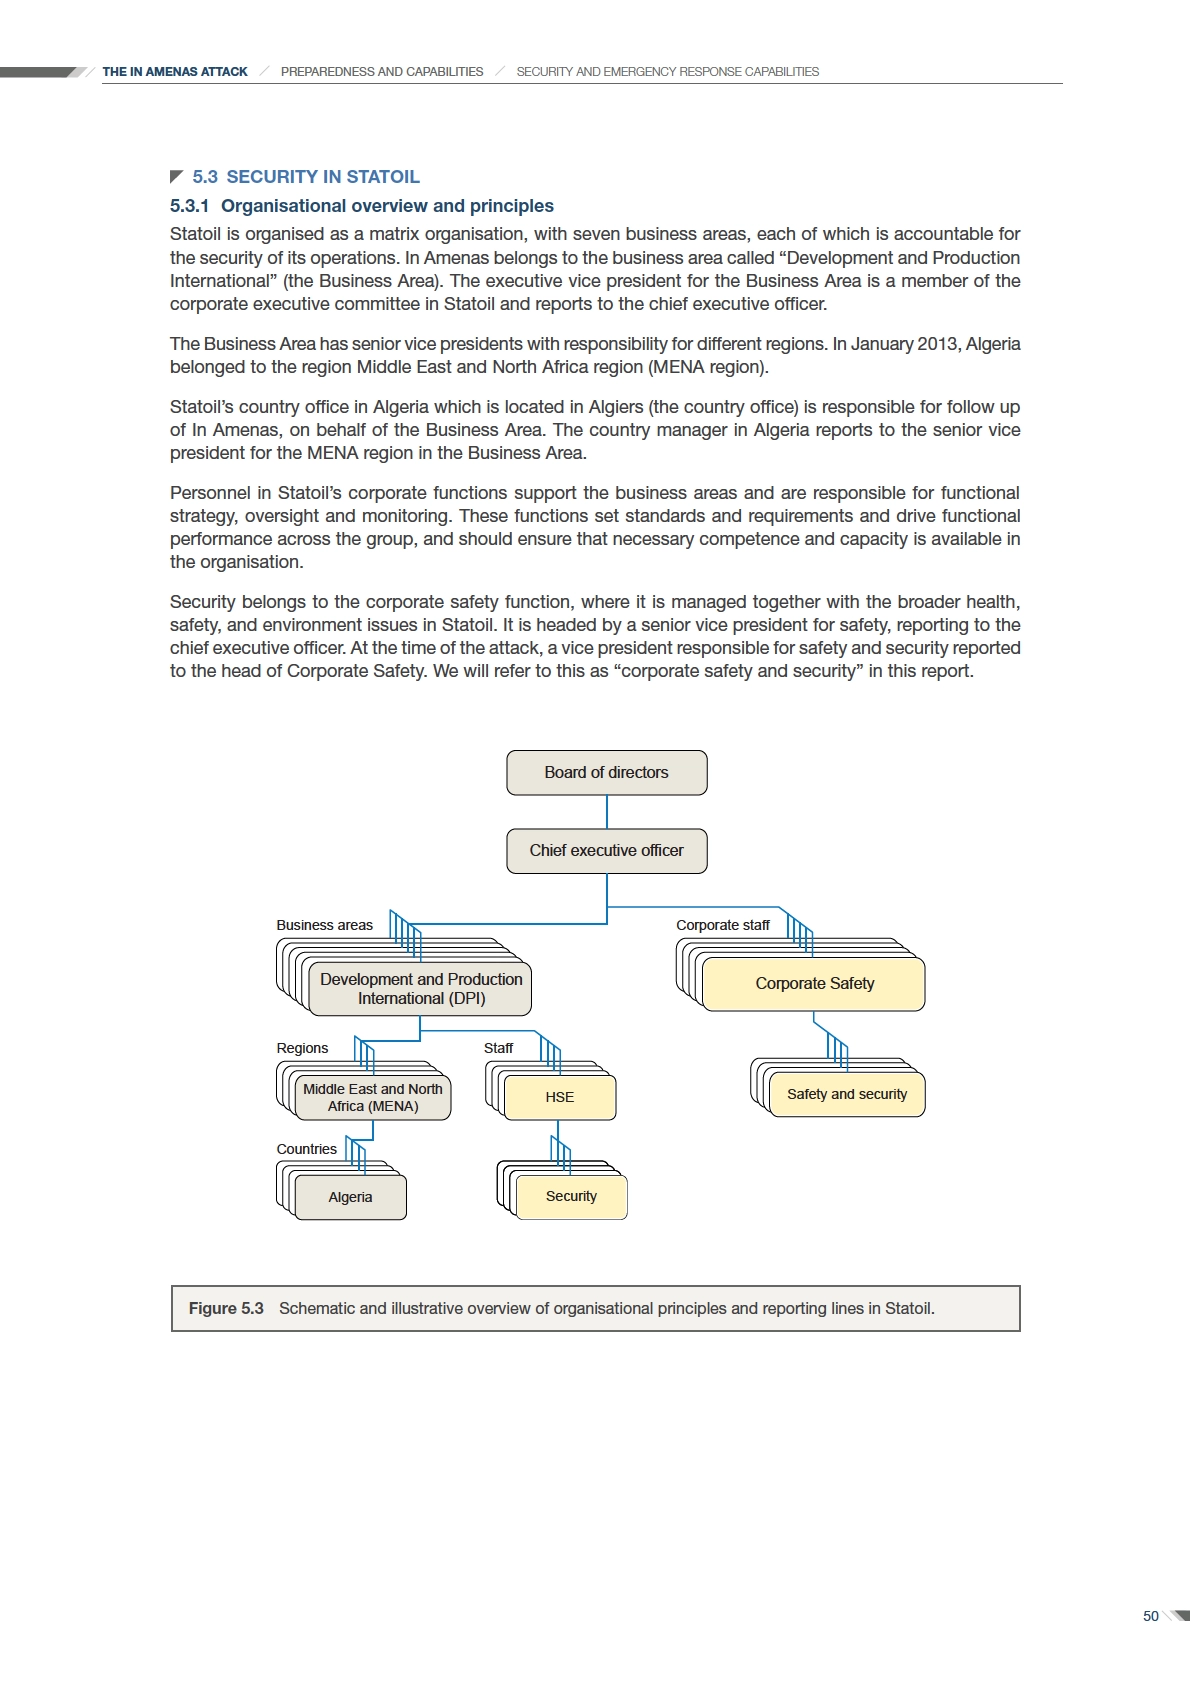 THE IN AMENAS ATTACK / PREPAREDNESS AND CAPABILITIES / SECURITY AND EMERGENCY RESPONSE CAPABILITIES
5.3 SECURITY IN STATOIL
5.3.1 Organisational overview and principles
Statoil is organised as a matrix organisation, with seven business areas, each of which is accountable for
the security of its operations. In Amenas belongs to the business area called “Development and Production
International” (the Business Area). The executive vice president for the Business Area is a member of the
corporate executive committee in Statoil and reports to the chief executive officer.
The Business Area has senior vice presidents with responsibility for different regions. In January 2013, Algeria
belonged to the region Middle East and North Africa region (MENA region).
Statoil’s country office in Algeria which is located in Algiers (the country office) is responsible for follow up
of In Amenas, on behalf of the Business Area. The country manager in Algeria reports to the senior vice
president for the MENA region in the Business Area.
Personnel in Statoil’s corporate functions support the business areas and are responsible for functional
strategy, oversight and monitoring. These functions set standards and requirements and drive functional
performance across the group, and should ensure that necessary competence and capacity is available in
the organisation.
Security belongs to the corporate safety function, where it is managed together with the broader health,
safety, and environment issues in Statoil. It is headed by a senior vice president for safety, reporting to the
chief executive officer. At the time of the attack, a vice president responsible for safety and security reported
to the head of Corporate Safety. We will refer to this as “corporate safety and security” in this report.
Board of directors
Chief executive officer
Business areas
Corporate staff
Development and Production
International (DPI)
Corporate Safety
Regions
Staff
Middle East and North
Africa (MENA)
HSE
Safety and security
Countries
Algeria
Security
Figure 5.3 Schematic and illustrative overview of organisational principles and reporting lines in Statoil.
50